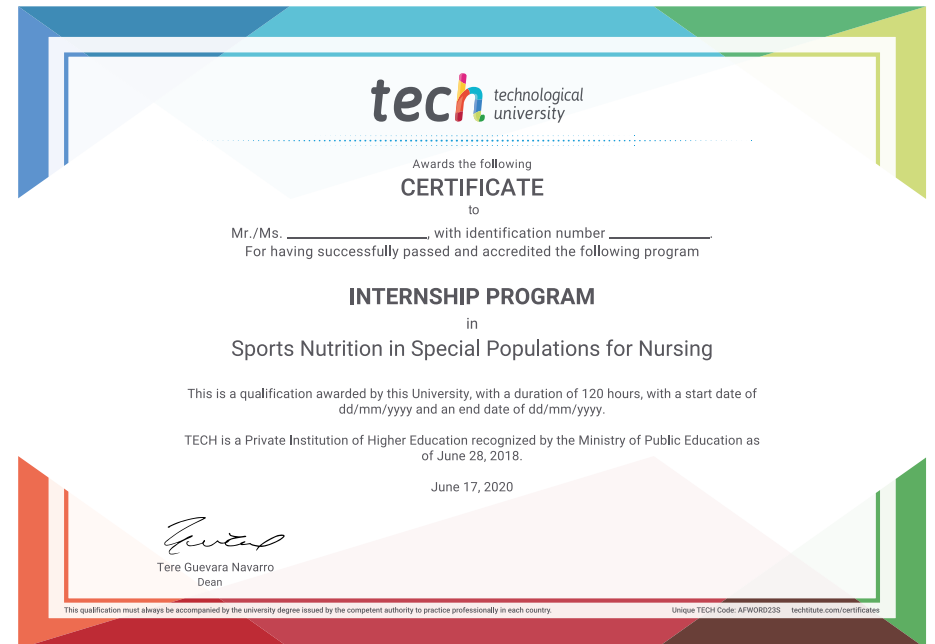 tech technological
university
Awards the following
CERTIFICATE
to
Mr./Ms. ____________________, with identification number ______________.
For having successfully passed and accredited the following program
INTERNSHIP PROGRAM
in
Sports Nutrition in Special Populations for Nursing
This is a qualification awarded by this University, with a duration of 120 hours, with a start date of
dd/mm/yyyy and an end date of dd/mm/yyyy.
TECH is a Private Institution of Higher Education recognized by the Ministry of Public Education as
of June 28, 2018.
June 17, 2020
Tere Guevara Navarro
Dean
This qualification must always be accompanied by the university degree issued by the competent authority to practice professionally in each country. Unique TECH Code: AFWORD23S techtitute.com/certificates